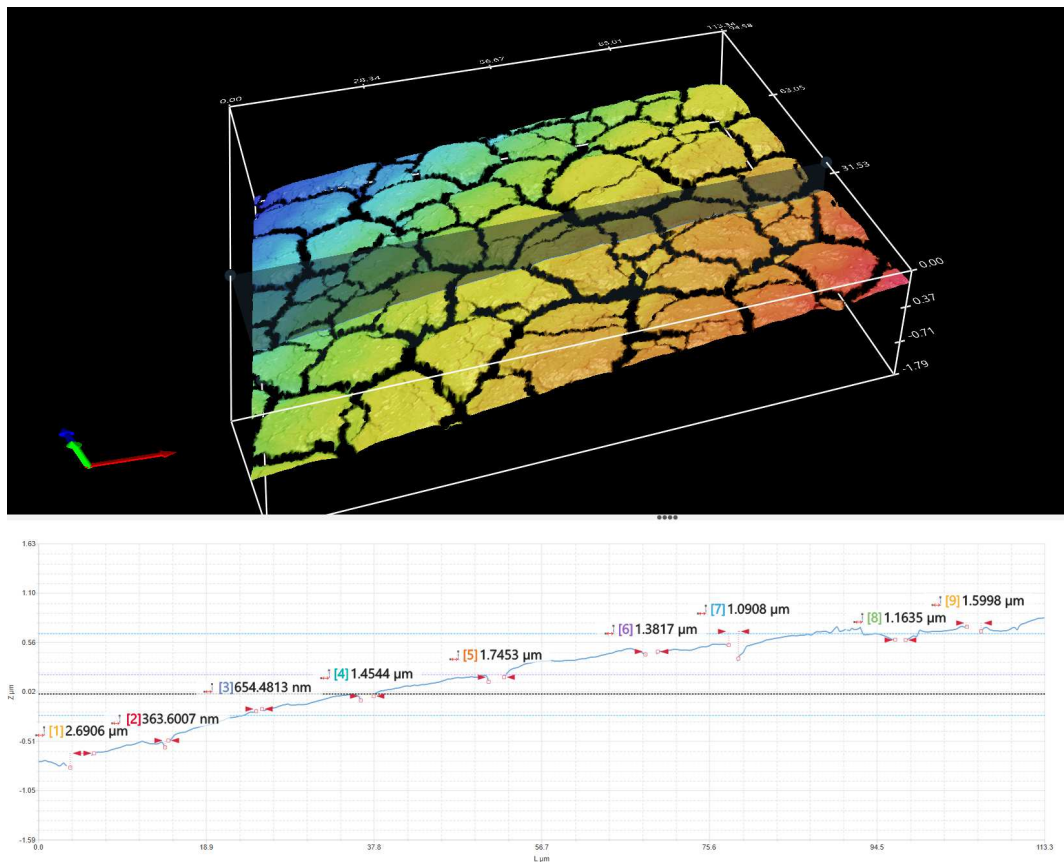 113.34
94.58
85.01
56.67
28.34
0.00
63.05
31.53
0.00
0.37
-0.71
-1.79
1.63
1.10
0.56
0.02
-0.51
-1.05
-1.59
Z µm
[1] 2.6906 µm
[2] 363.6007 nm
[3] 654.4813 nm
[4] 1.4544 µm
[5] 1.7453 µm
[6] 1.3817 µm
[7] 1.0908 µm
[8] 1.1635 µm
[9] 1.5998 µm
0.0 18.9 37.8 56.7 75.6 94.5 113.3
L µm